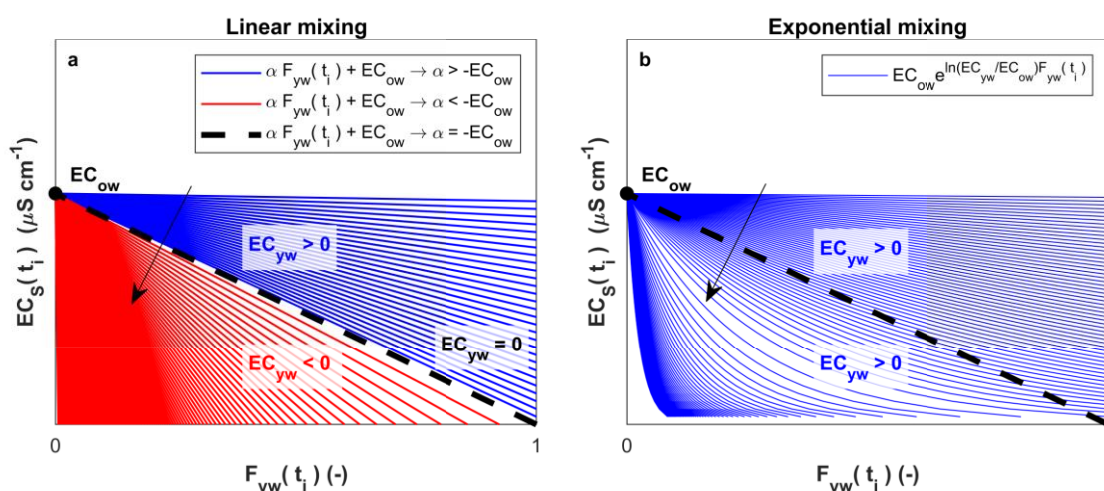 Linear mixing
a
α F_yw( t_i ) + EC_ow → α > -EC_ow
α F_yw( t_i ) + EC_ow → α < -EC_ow
α F_yw( t_i ) + EC_ow → α = -EC_ow
EC_ow
EC_yw > 0
EC_yw = 0
EC_yw < 0
EC_S( t_i ) (μS cm^-1)
0
1
F_yw( t_i ) (-)
Exponential mixing
b
EC_ow e^ln(EC_yw/EC_ow)F_yw( t_i )
EC_ow
EC_yw > 0
EC_yw > 0
EC_S( t_i ) (μS cm^-1)
0
F_yw( t_i ) (-)